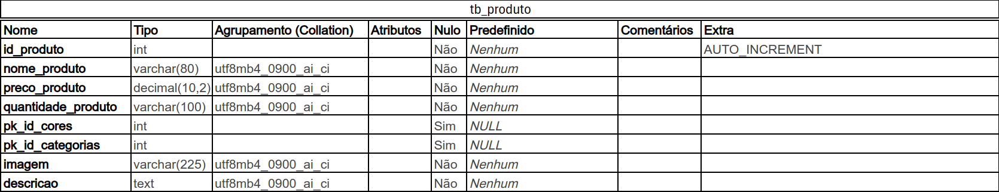 tb_produto
Nome Tipo Agrupamento (Collation) Atributos Nulo Predefinido Comentários Extra
id_produto int Não Nenhum AUTO_INCREMENT
nome_produto varchar(80) utf8mb4_0900_ai_ci Não Nenhum
preco_produto decimal(10,2) utf8mb4_0900_ai_ci Não Nenhum
quantidade_produto varchar(100) utf8mb4_0900_ai_ci Não Nenhum
pk_id_cores int Sim NULL
pk_id_categorias int Sim NULL
imagem varchar(225) utf8mb4_0900_ai_ci Não Nenhum
descricao text utf8mb4_0900_ai_ci Não Nenhum